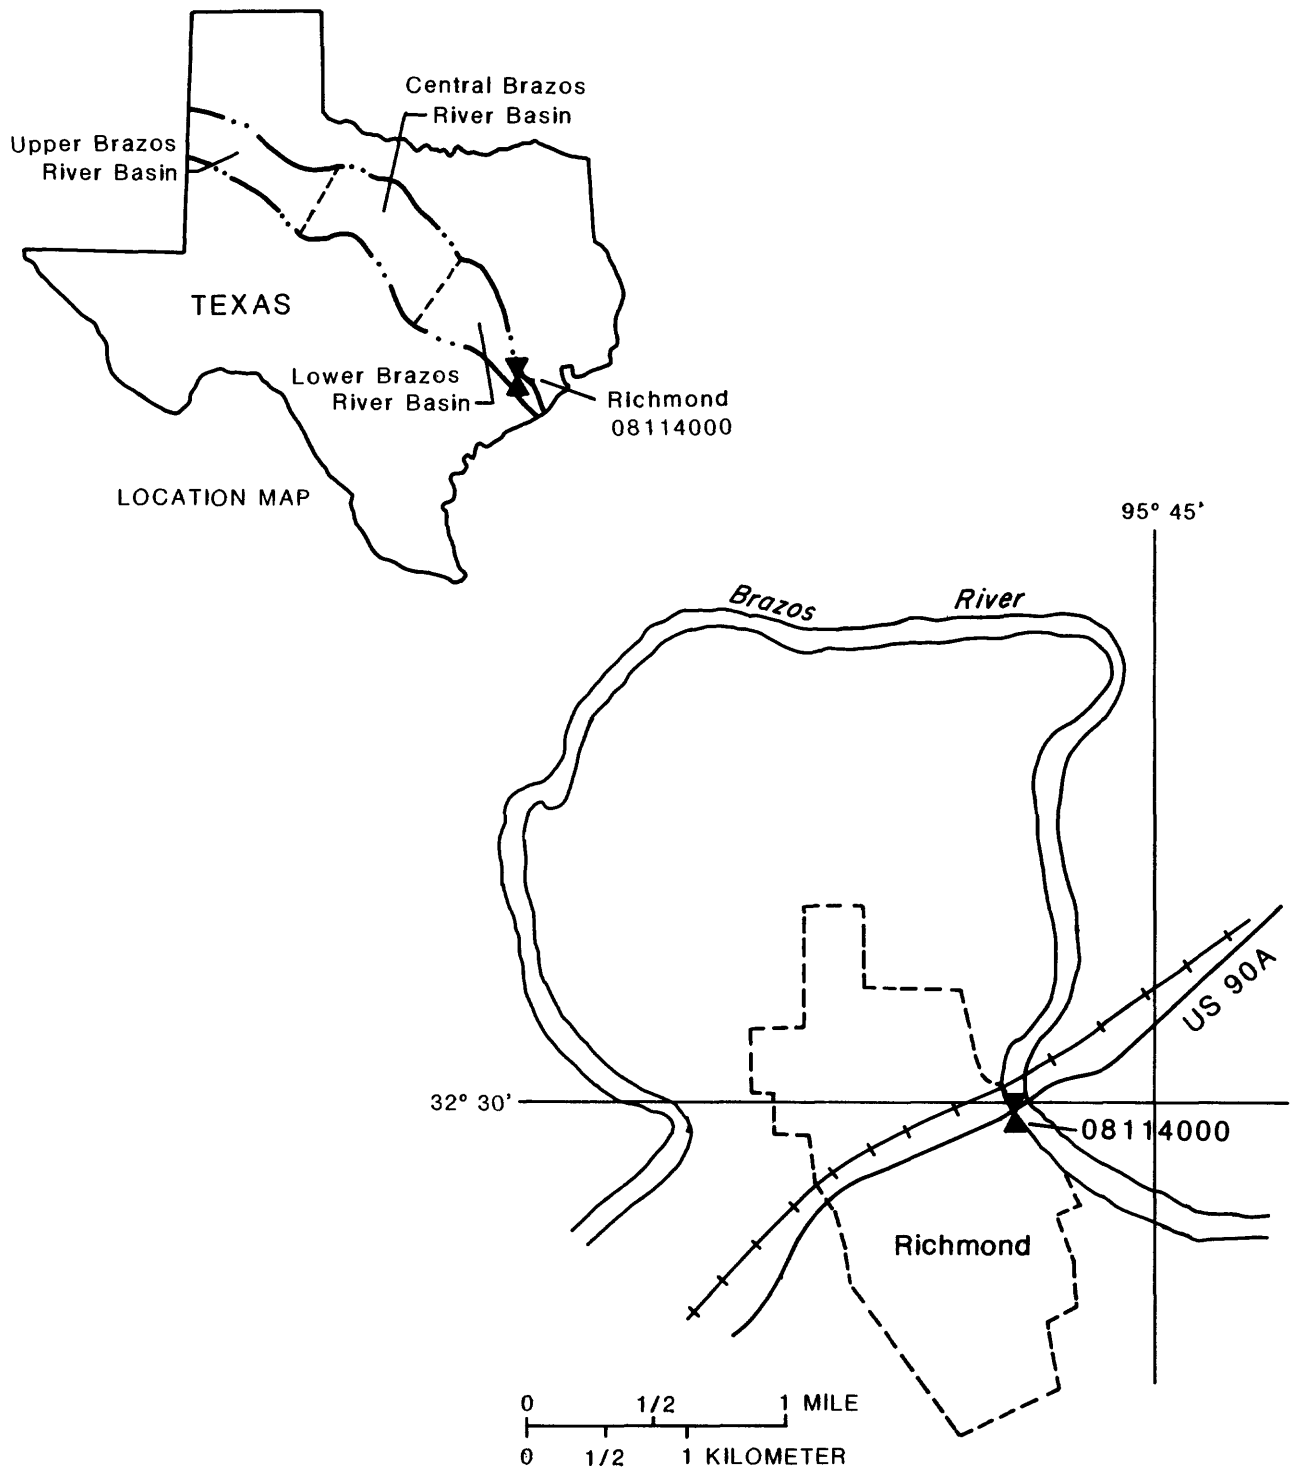 Central Brazos
River Basin
Upper Brazos
River Basin
TEXAS
Lower Brazos
River Basin
Richmond
08114000
LOCATION MAP
95° 45'
Brazos River
US 90A
32° 30'
08114000
Richmond
0 1/2 1 MILE
0 1/2 1 KILOMETER